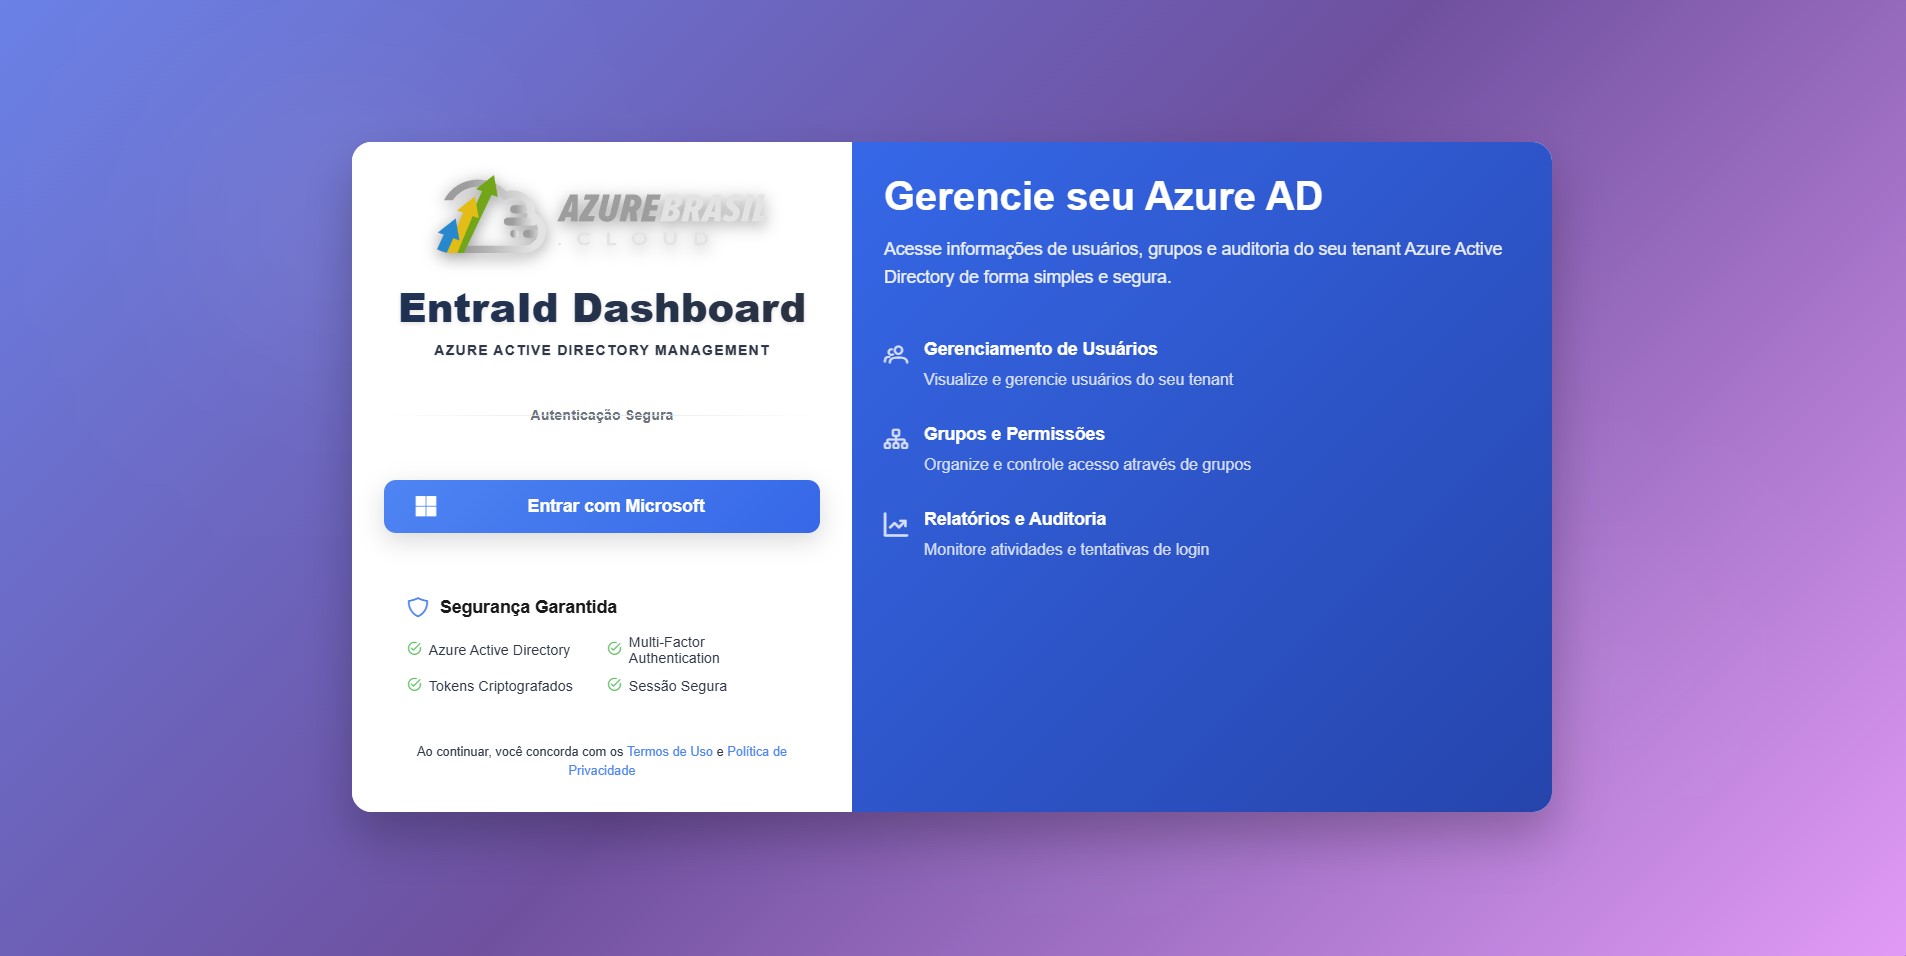 AZUREBRASIL
.CLOUD
EntraId Dashboard
AZURE ACTIVE DIRECTORY MANAGEMENT
Autenticação Segura
Entrar com Microsoft
Segurança Garantida
Azure Active Directory
Multi-Factor
Authentication
Tokens Criptografados
Sessão Segura
Ao continuar, você concorda com os Termos de Uso e Política de
Privacidade
Gerencie seu Azure AD
Acesse informações de usuários, grupos e auditoria do seu tenant Azure Active
Directory de forma simples e segura.
Gerenciamento de Usuários
Visualize e gerencie usuários do seu tenant
Grupos e Permissões
Organize e controle acesso através de grupos
Relatórios e Auditoria
Monitore atividades e tentativas de login